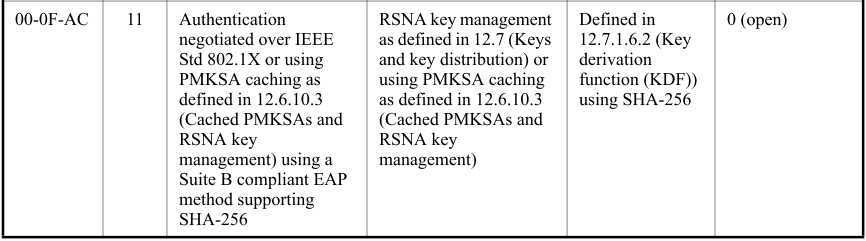 00-0F-AC
11
Authentication
negotiated over IEEE
Std 802.1X or using
PMKSA caching as
defined in 12.6.10.3
(Cached PMKSAs and
RSNA key
management) using a
Suite B compliant EAP
method supporting
SHA-256
RSNA key management
as defined in 12.7 (Keys
and key distribution) or
using PMKSA caching
as defined in 12.6.10.3
(Cached PMKSAs and
RSNA key
management)
Defined in
12.7.1.6.2 (Key
derivation
function (KDF))
using SHA-256
0 (open)